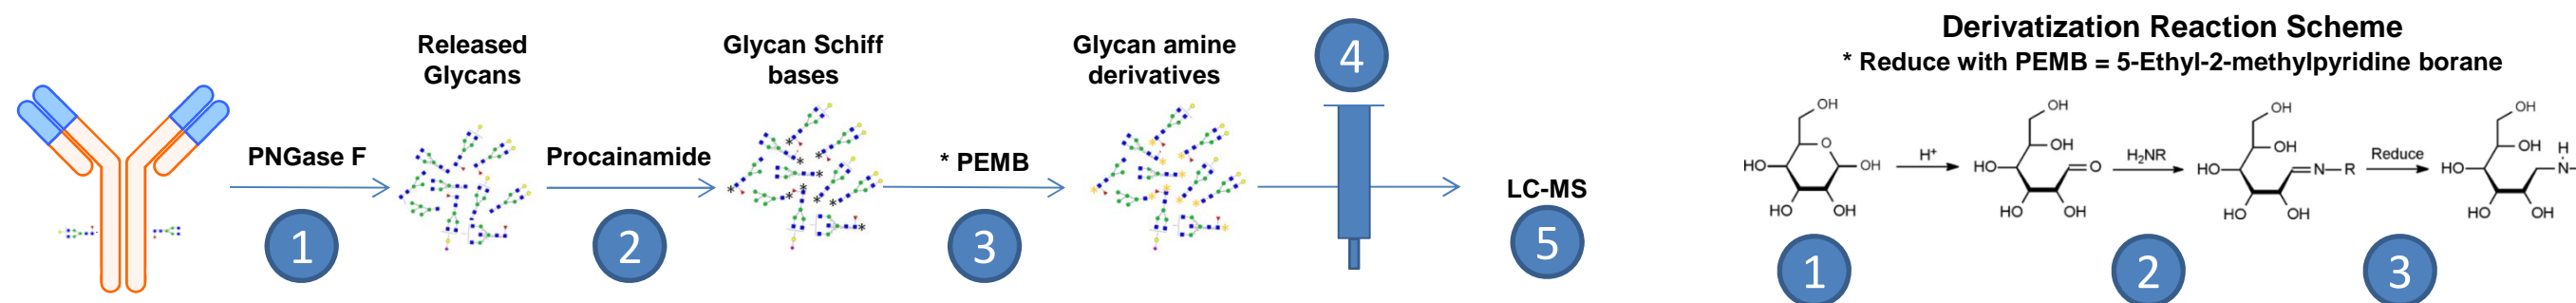 Released
Glycans
Glycan Schiff
bases
Glycan amine
derivatives
4
PNGase F
Procainamide
* PEMB
LC-MS
1
2
3
5
Derivatization Reaction Scheme
* Reduce with PEMB = 5-Ethyl-2-methylpyridine borane
OH
O
HO
OH
HO
OH
H⁺
OH
OH
HO
O
HO
OH
H₂NR
OH
OH
HO
N–R
HO
OH
Reduce
OH
OH
H
HO
N
HO
OH
1
2
3